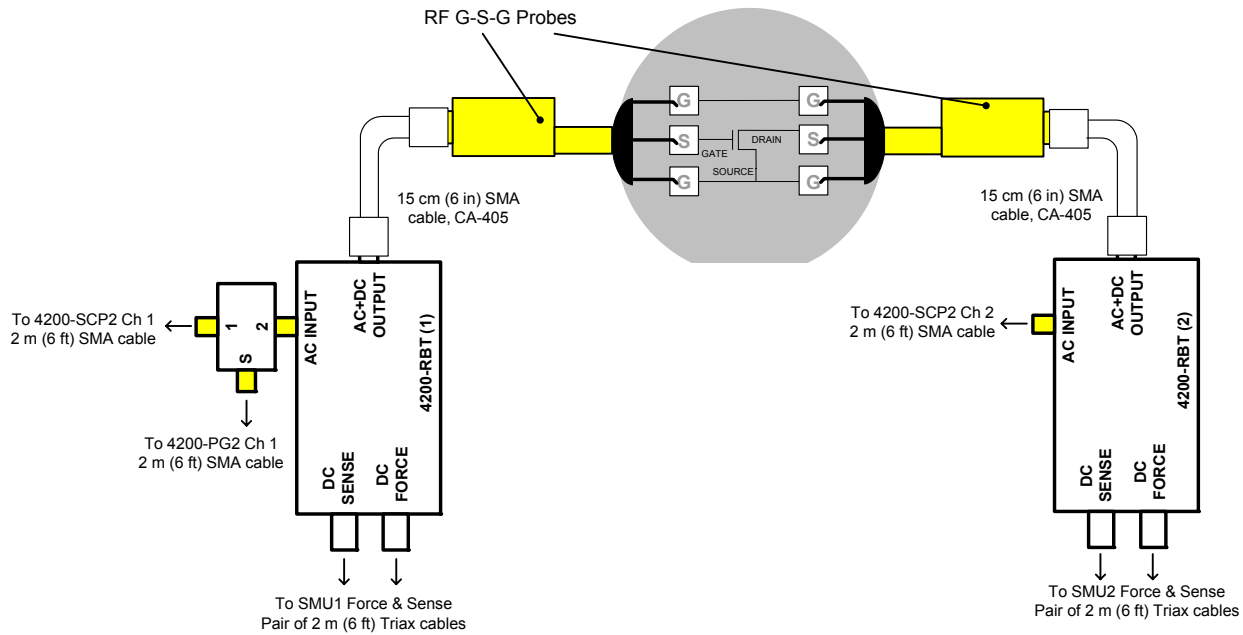 RF G-S-G Probes
G
G
S
DRAIN
S
GATE
SOURCE
G
G
15 cm (6 in) SMA
cable, CA-405
15 cm (6 in) SMA
cable, CA-405
To 4200-SCP2 Ch 1
2 m (6 ft) SMA cable
1
2
S
To 4200-PG2 Ch 1
2 m (6 ft) SMA cable
AC INPUT
AC+DC
OUTPUT
4200-RBT (1)
DC
SENSE
DC
FORCE
To SMU1 Force & Sense
Pair of 2 m (6 ft) Triax cables
To 4200-SCP2 Ch 2
2 m (6 ft) SMA cable
AC INPUT
AC+DC
OUTPUT
4200-RBT (2)
DC
SENSE
DC
FORCE
To SMU2 Force & Sense
Pair of 2 m (6 ft) Triax cables